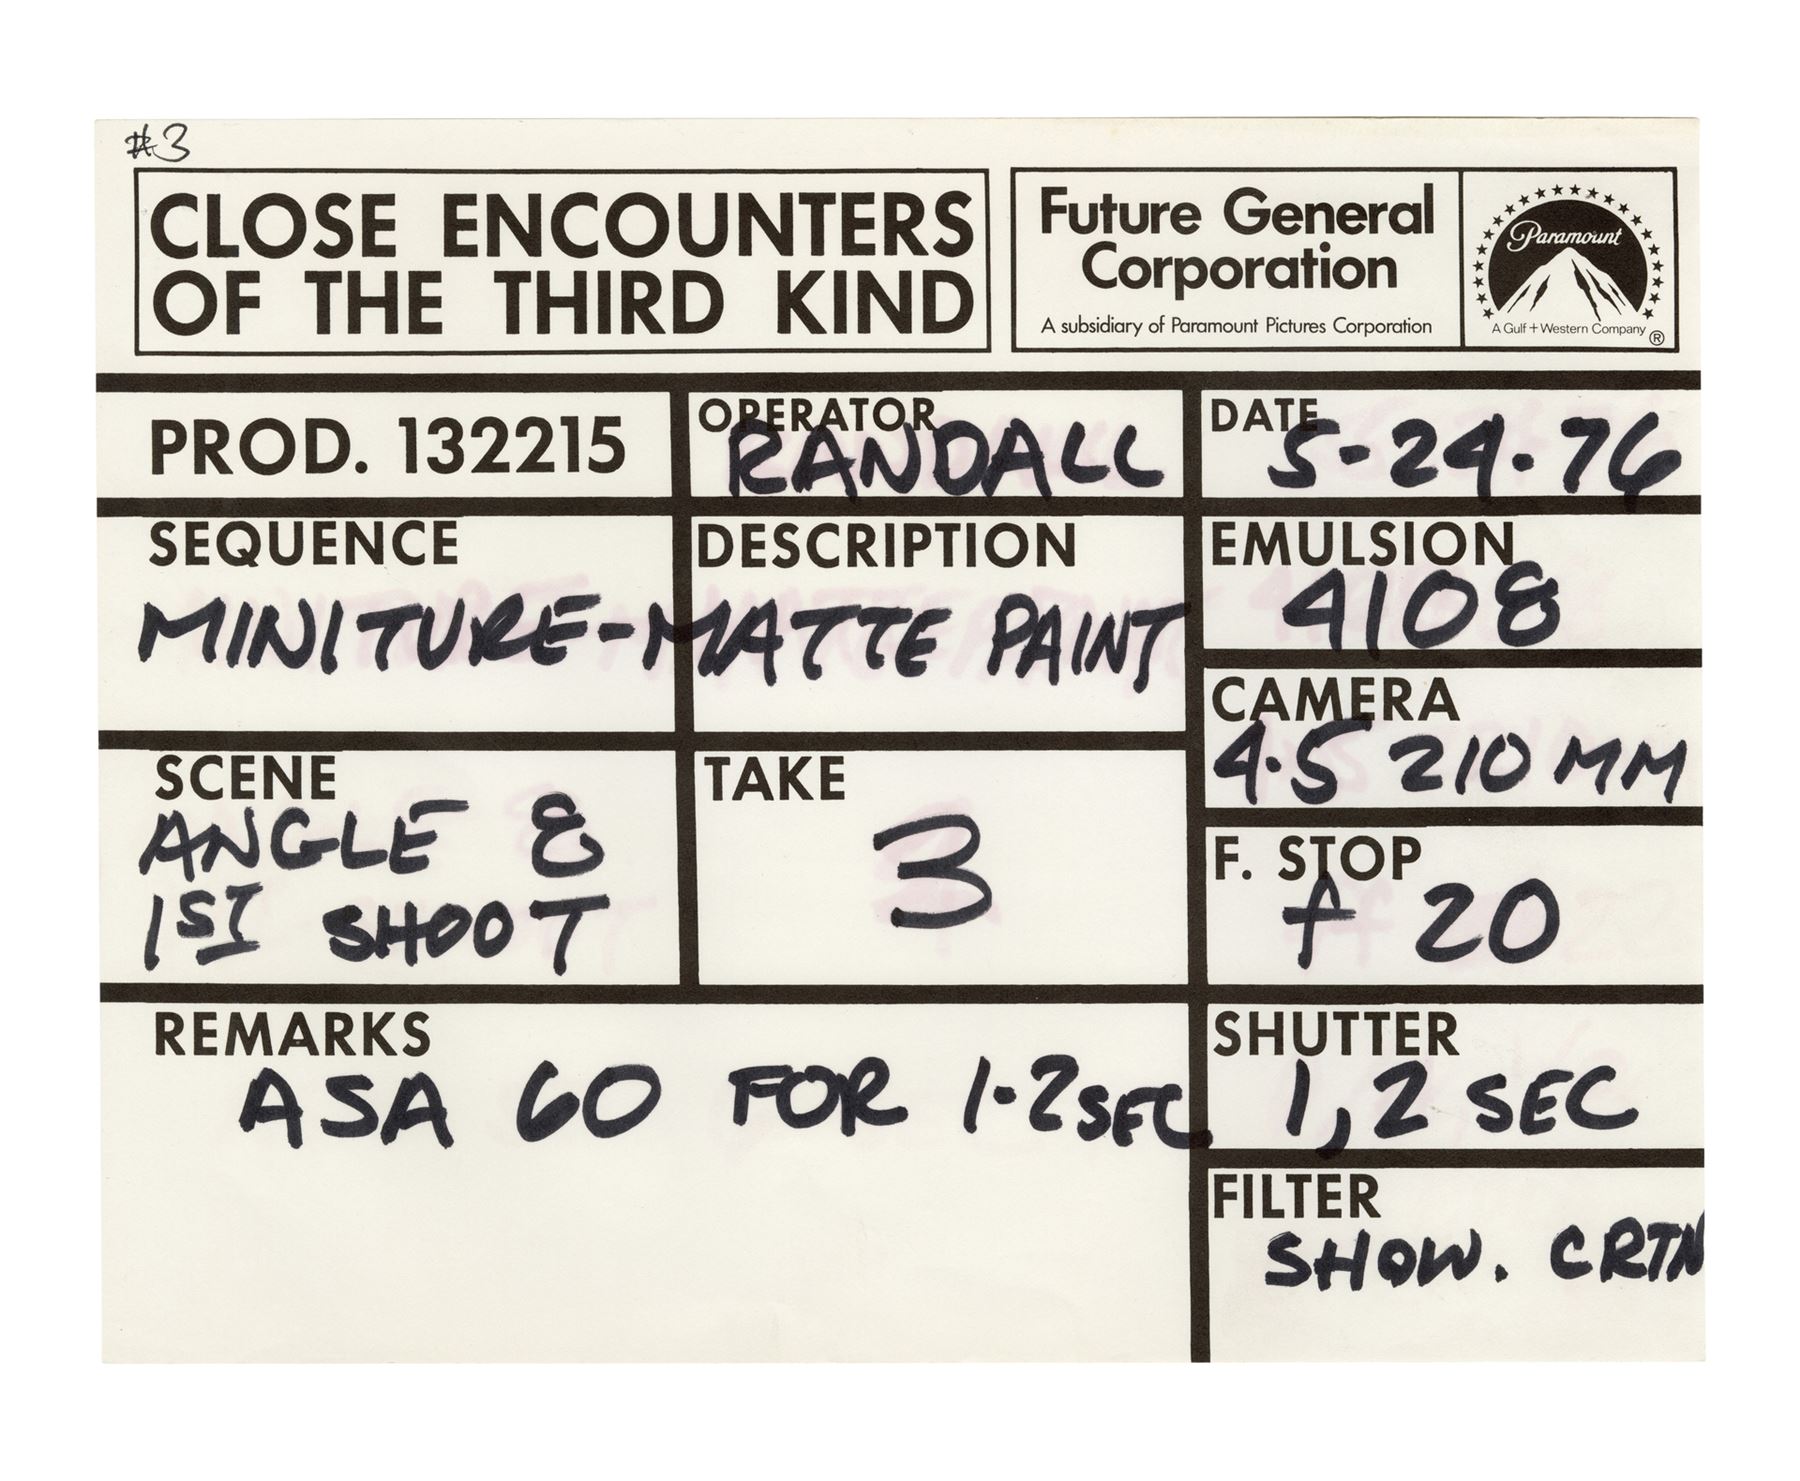 #3
CLOSE ENCOUNTERS
OF THE THIRD KIND
Future General
Corporation
A subsidiary of Paramount Pictures Corporation
Paramount
A Gulf + Western Company ®
PROD. 132215
OPERATOR
RANDALL
DATE
5-24-76
SEQUENCE
DESCRIPTION
MINITURE-MATTE PAINT
EMULSION
4108
CAMERA
4.5 210 MM
SCENE
ANGLE 8
1ST SHOOT
TAKE
3
F. STOP
f 20
REMARKS
ASA 60 FOR 1-2 SEC
SHUTTER
1,2 SEC
FILTER
SHOW. CRTN